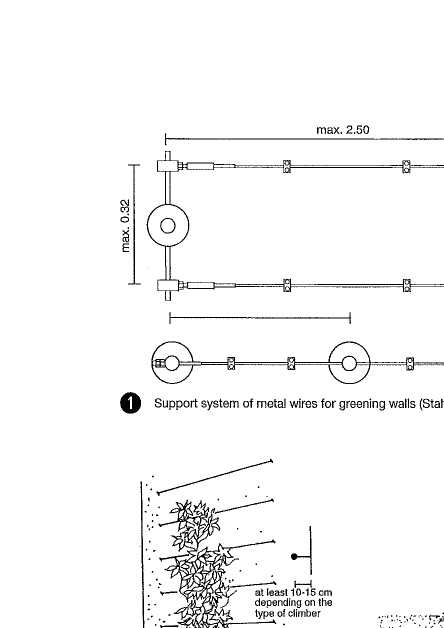 max. 2.50
max. 0.32
1 Support system of metal wires for greening walls (Stah
at least 10-15 cm
depending on the
type of climber